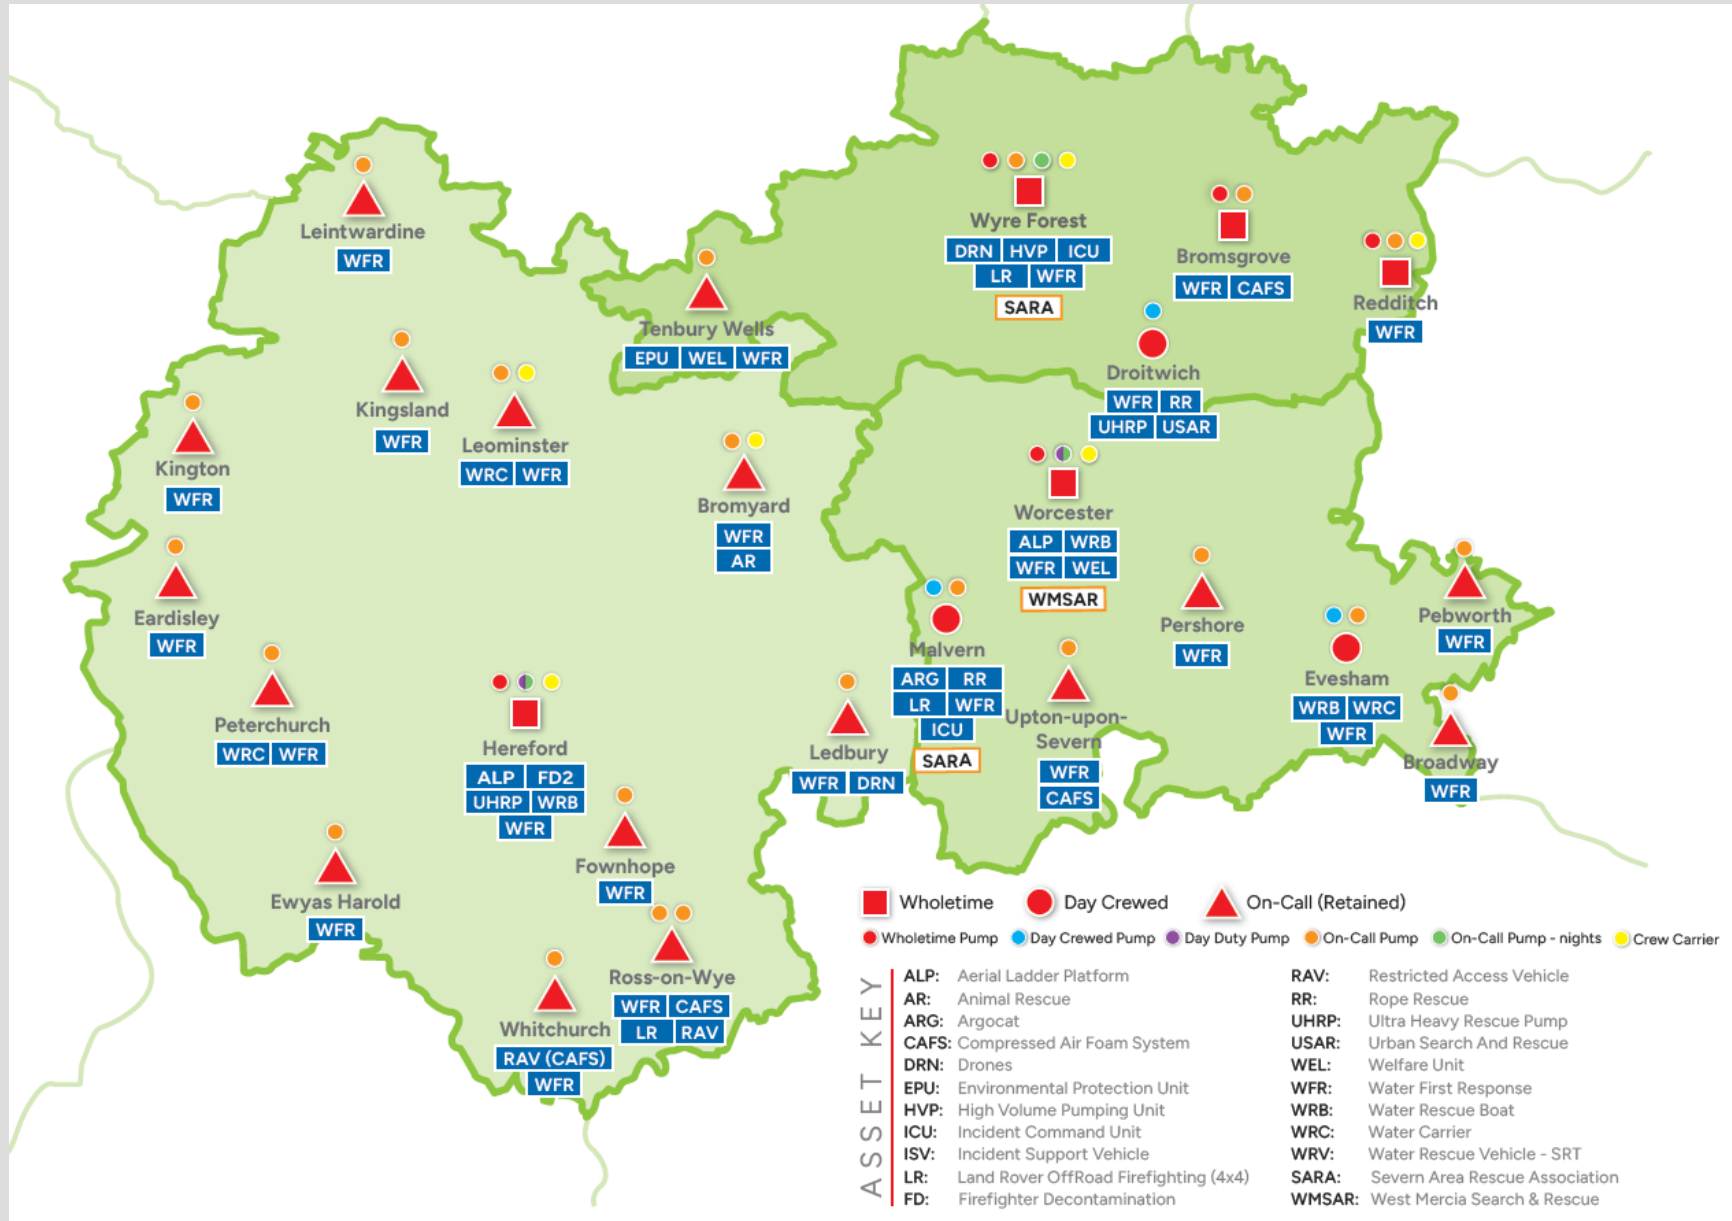 Leintwardine
WFR
Wyre Forest
DRN HVP ICU
LR WFR
SARA
Bromsgrove
WFR CAFS
Redditch
WFR
Tenbury Wells
EPU WEL WFR
Droitwich
WFR RR
UHRP USAR
Kingsland
WFR
Leominster
WRC WFR
Kington
WFR
Bromyard
WFR
AR
Worcester
ALP WRB
WFR WEL
WMSAR
Eardisley
WFR
Malvern
ARG RR
LR WFR
ICU
SARA
Pershore
WFR
Pebworth
WFR
Evesham
WRB WRC
WFR
Peterchurch
WRC WFR
Hereford
ALP FD2
UHRP WRB
WFR
Ledbury
WFR DRN
Upton-upon-
Severn
WFR
CAFS
Broadway
WFR
Fownhope
WFR
Ewyas Harold
WFR
Ross-on-Wye
WFR CAFS
LR RAV
Whitchurch
RAV (CAFS)
WFR
Wholetime Day Crewed On-Call (Retained)
Wholetime Pump Day Crewed Pump Day Duty Pump On-Call Pump On-Call Pump - nights Crew Carrier
ASSET KEY
ALP: Aerial Ladder Platform
AR: Animal Rescue
ARG: Argocat
CAFS: Compressed Air Foam System
DRN: Drones
EPU: Environmental Protection Unit
HVP: High Volume Pumping Unit
ICU: Incident Command Unit
ISV: Incident Support Vehicle
LR: Land Rover OffRoad Firefighting (4x4)
FD: Firefighter Decontamination
RAV: Restricted Access Vehicle
RR: Rope Rescue
UHRP: Ultra Heavy Rescue Pump
USAR: Urban Search And Rescue
WEL: Welfare Unit
WFR: Water First Response
WRB: Water Rescue Boat
WRC: Water Carrier
WRV: Water Rescue Vehicle - SRT
SARA: Severn Area Rescue Association
WMSAR: West Mercia Search & Rescue